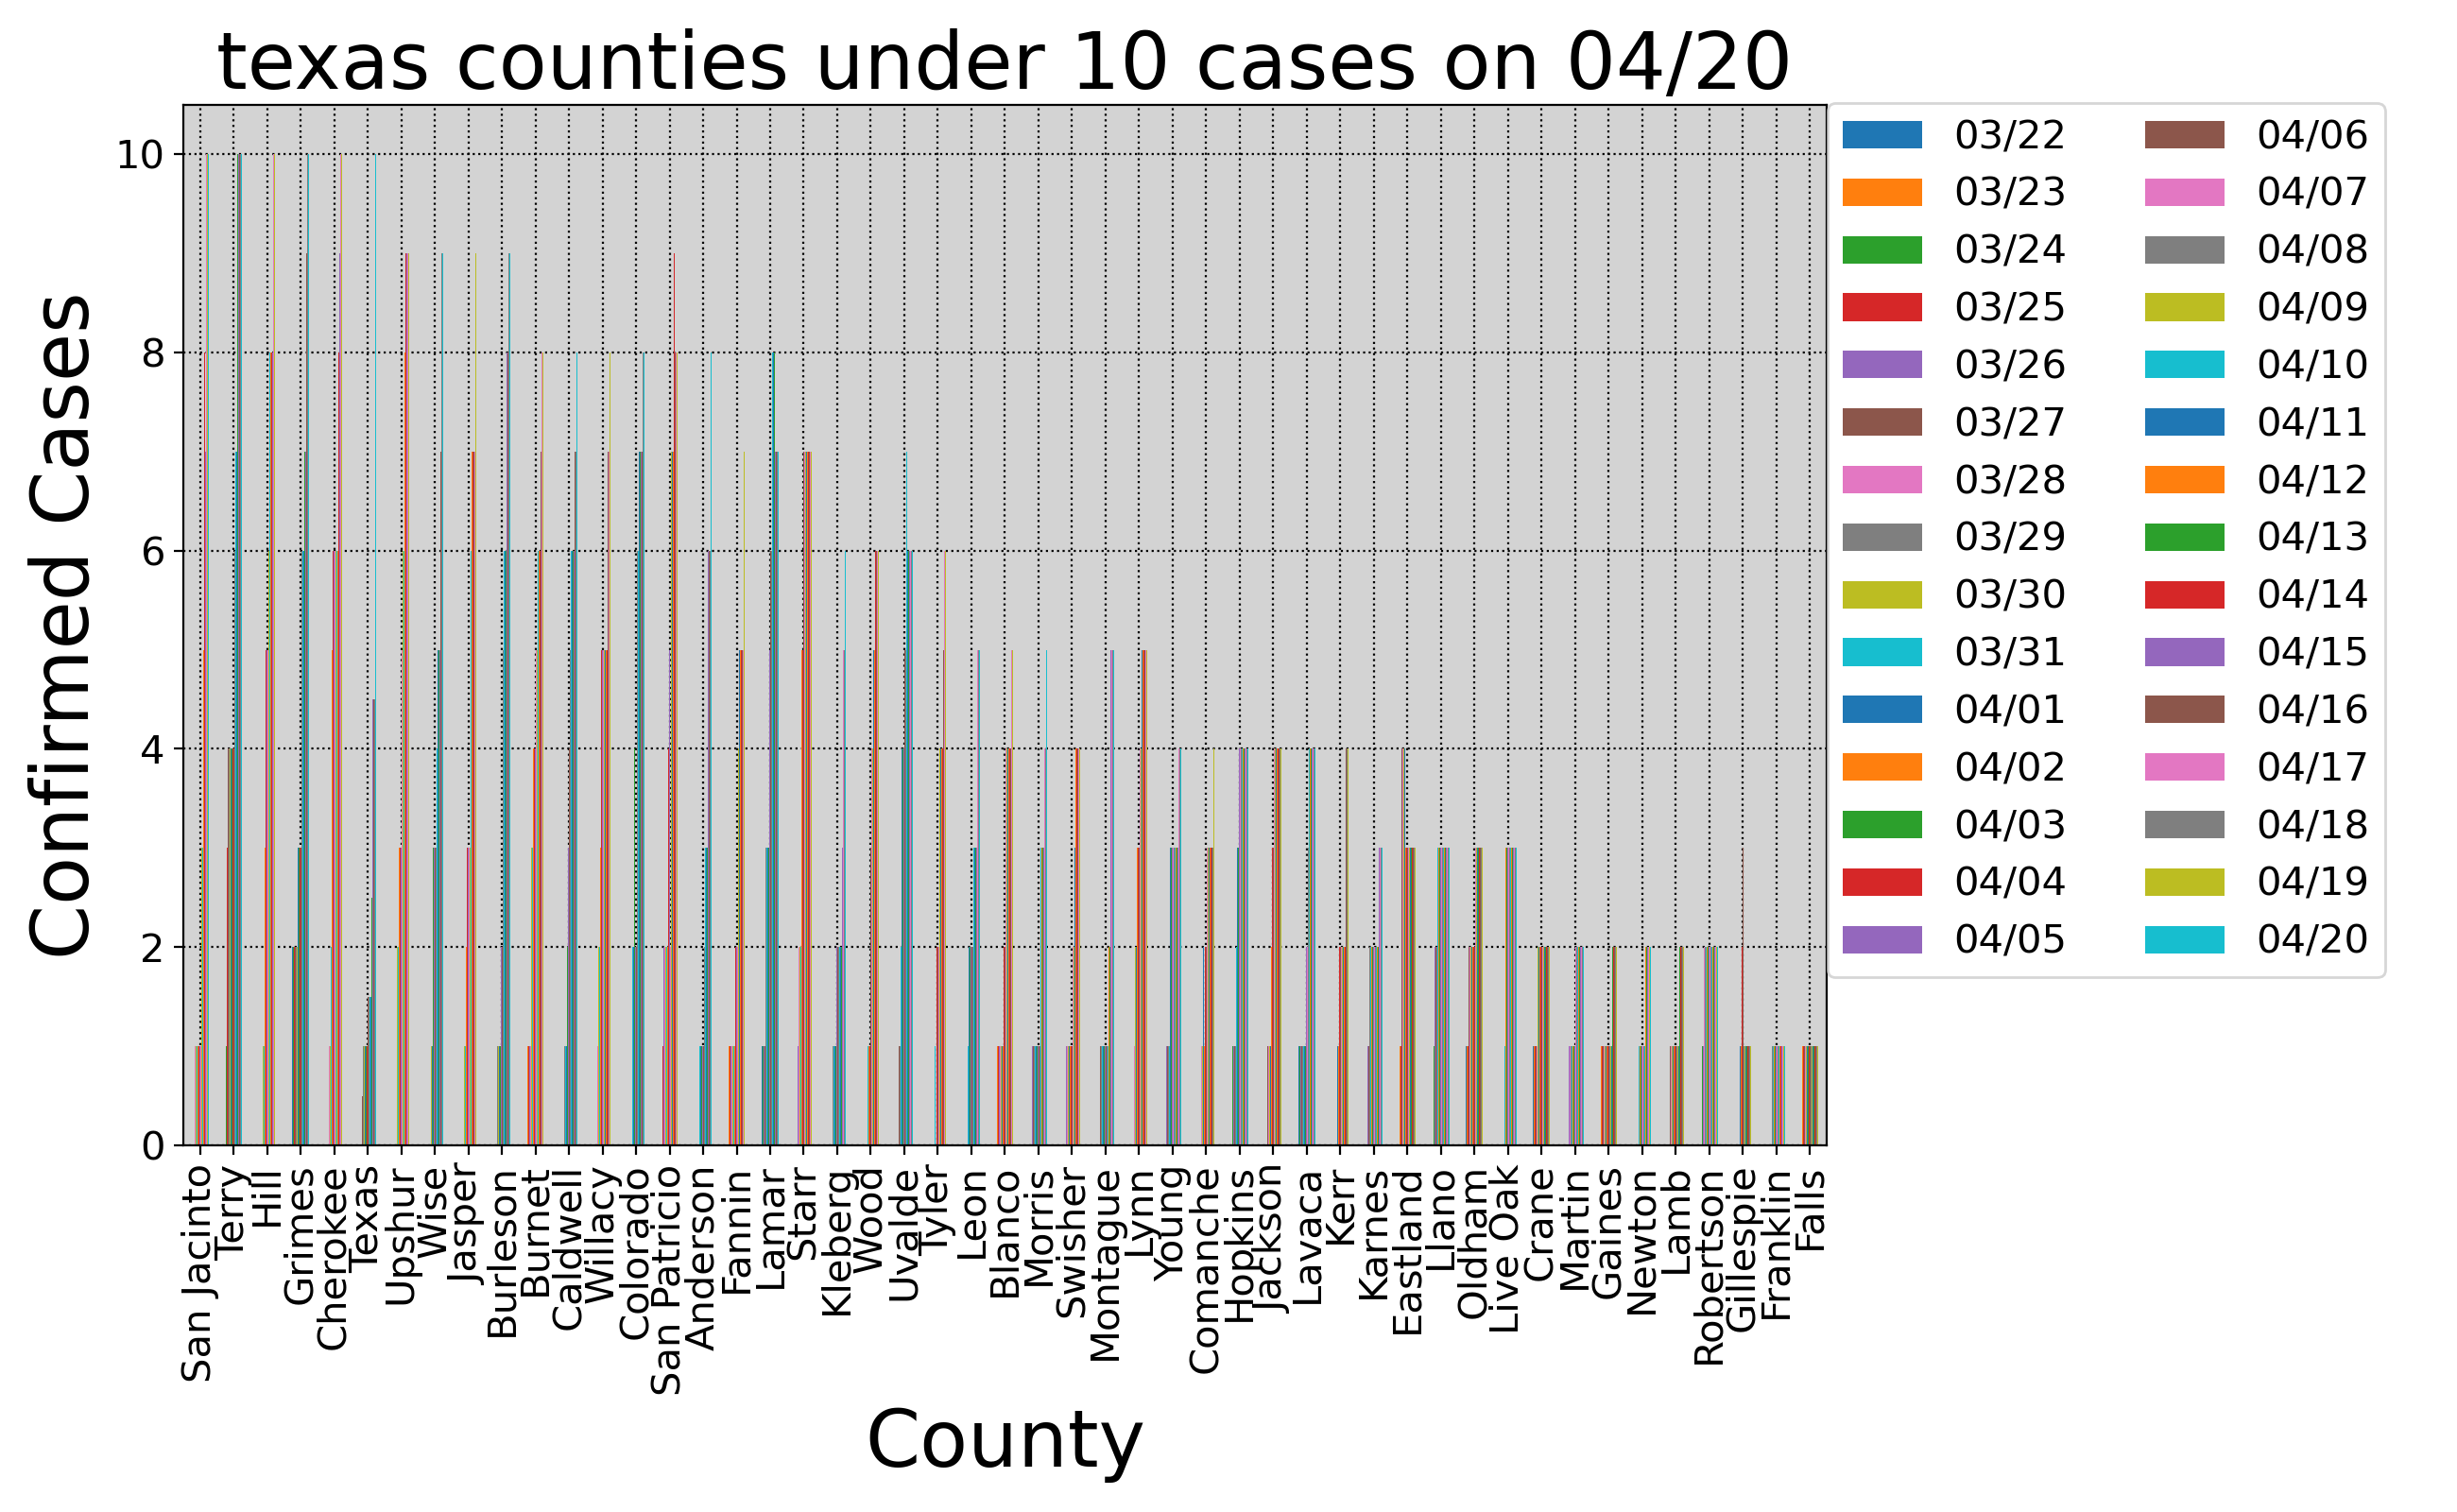 texas counties under 10 cases on 04/20
Confirmed Cases
10
8
6
4
2
0
San Jacinto
Terry
Hill
Grimes
Cherokee
Texas
Upshur
Wise
Jasper
Burleson
Burnet
Caldwell
Willacy
Colorado
San Patricio
Anderson
Fannin
Lamar
Starr
Kleberg
Wood
Uvalde
Tyler
Leon
Blanco
Morris
Swisher
Montague
Lynn
Young
Comanche
Hopkins
Jackson
Lavaca
Kerr
Karnes
Eastland
Llano
Oldham
Live Oak
Crane
Martin
Gaines
Newton
Lamb
Robertson
Gillespie
Franklin
Falls
County
03/22
03/23
03/24
03/25
03/26
03/27
03/28
03/29
03/30
03/31
04/01
04/02
04/03
04/04
04/05
04/06
04/07
04/08
04/09
04/10
04/11
04/12
04/13
04/14
04/15
04/16
04/17
04/18
04/19
04/20